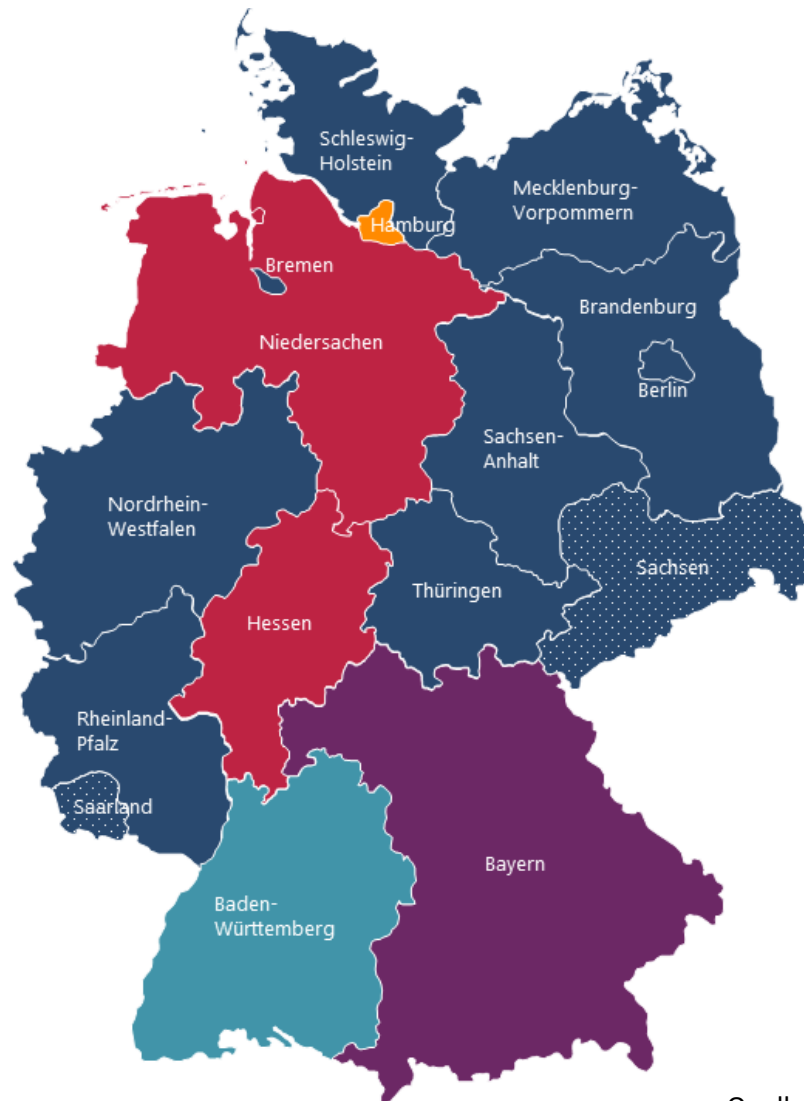 Schleswig-
Holstein
Mecklenburg-
Vorpommern
Hamburg
Bremen
Brandenburg
Niedersachen
Berlin
Sachsen-
Anhalt
Nordrhein-
Westfalen
Sachsen
Thüringen
Hessen
Rheinland-
Pfalz
Saarland
Bayern
Baden-
Württemberg